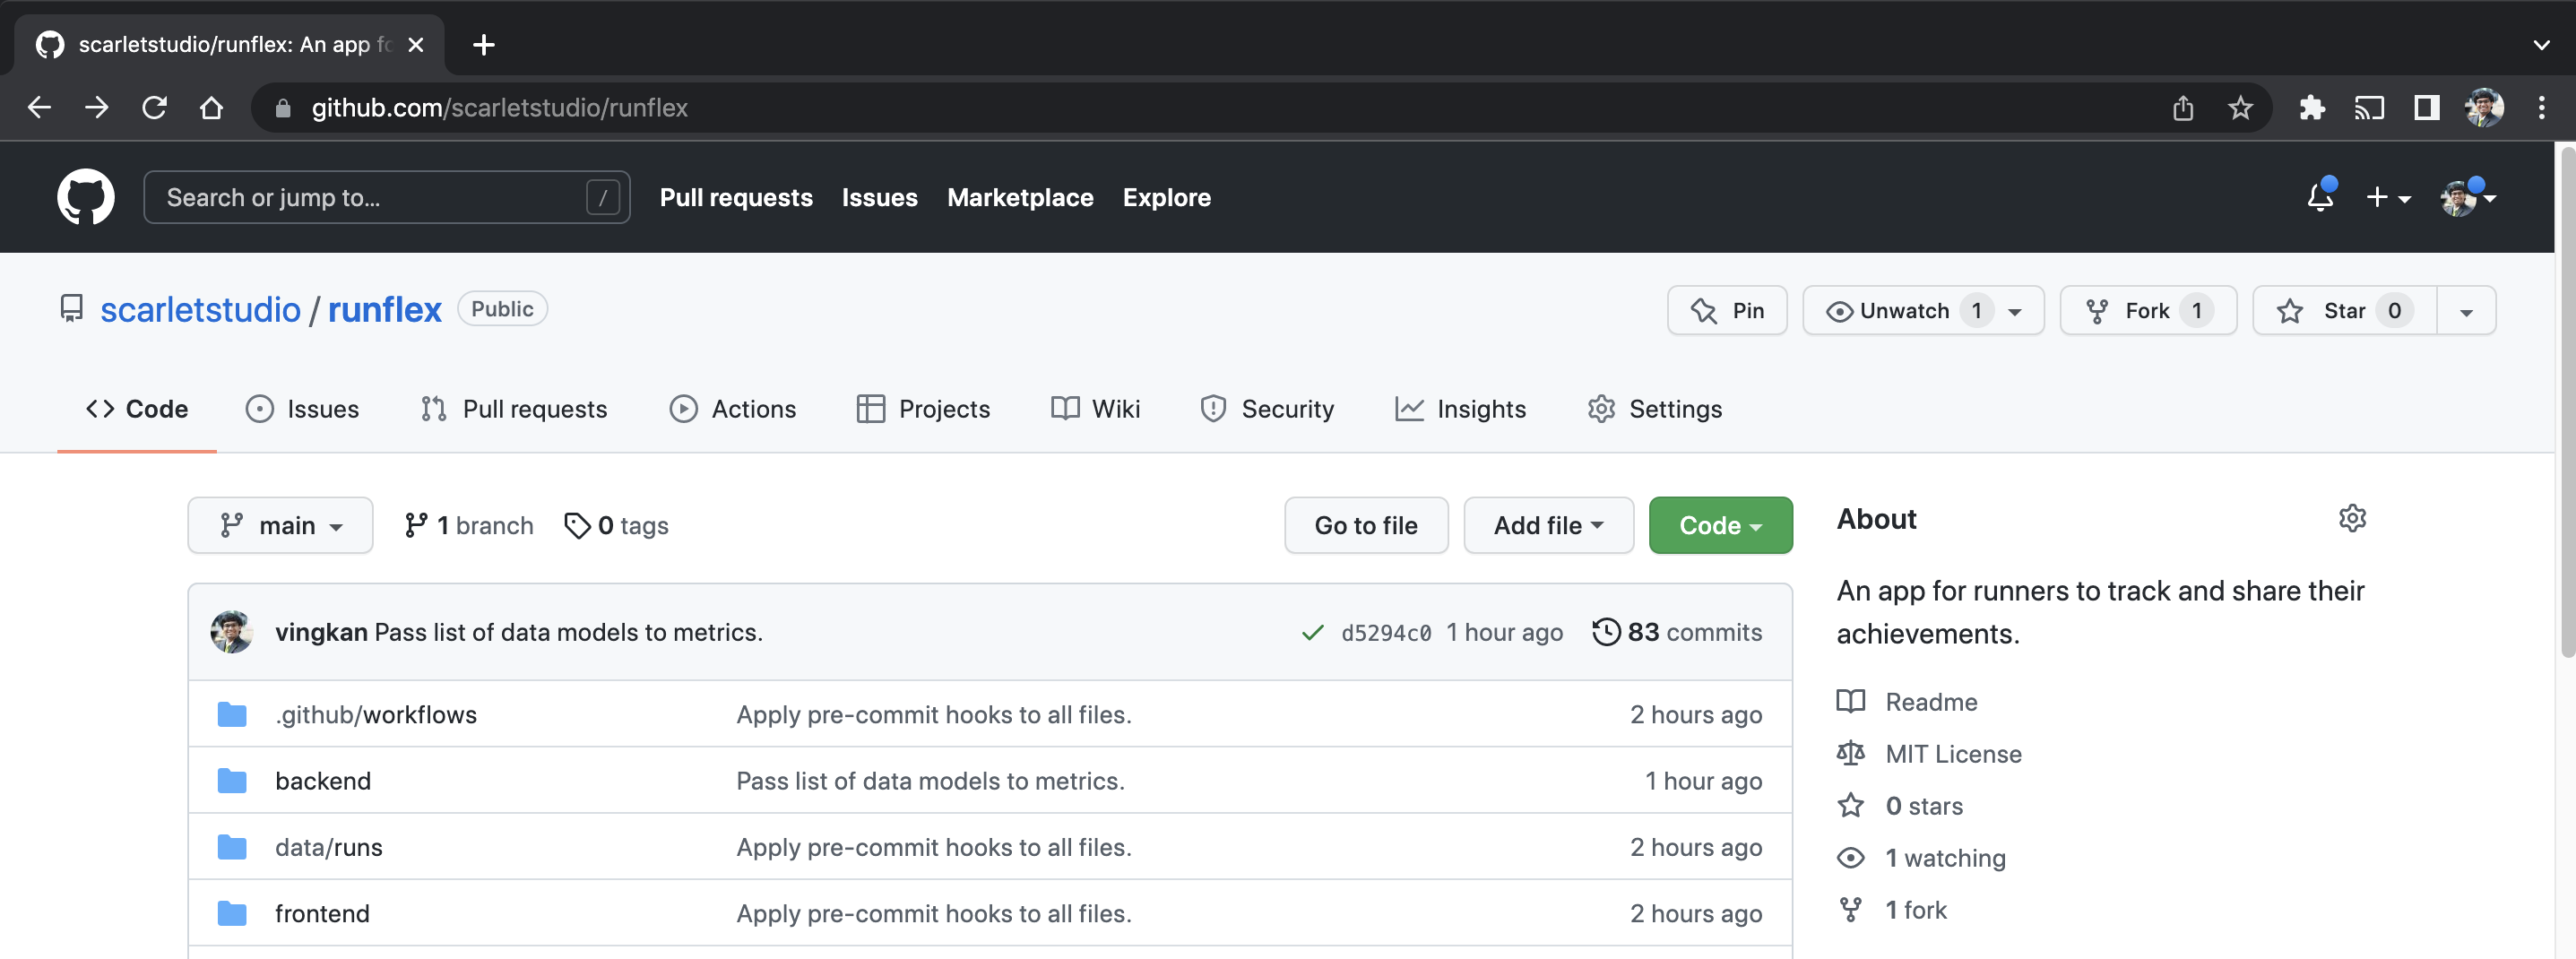 scarletstudio/runflex: An app fo
github.com/scarletstudio/runflex
Search or jump to... /
Pull requests Issues Marketplace Explore
scarletstudio / runflex Public
Pin Unwatch 1 Fork 1 Star 0
Code Issues Pull requests Actions Projects Wiki Security Insights Settings
main 1 branch 0 tags Go to file Add file Code
About
An app for runners to track and share their
achievements.
vingkan Pass list of data models to metrics. d5294c0 1 hour ago 83 commits
.github/workflows Apply pre-commit hooks to all files. 2 hours ago
backend Pass list of data models to metrics. 1 hour ago
data/runs Apply pre-commit hooks to all files. 2 hours ago
frontend Apply pre-commit hooks to all files. 2 hours ago
Readme
MIT License
0 stars
1 watching
1 fork